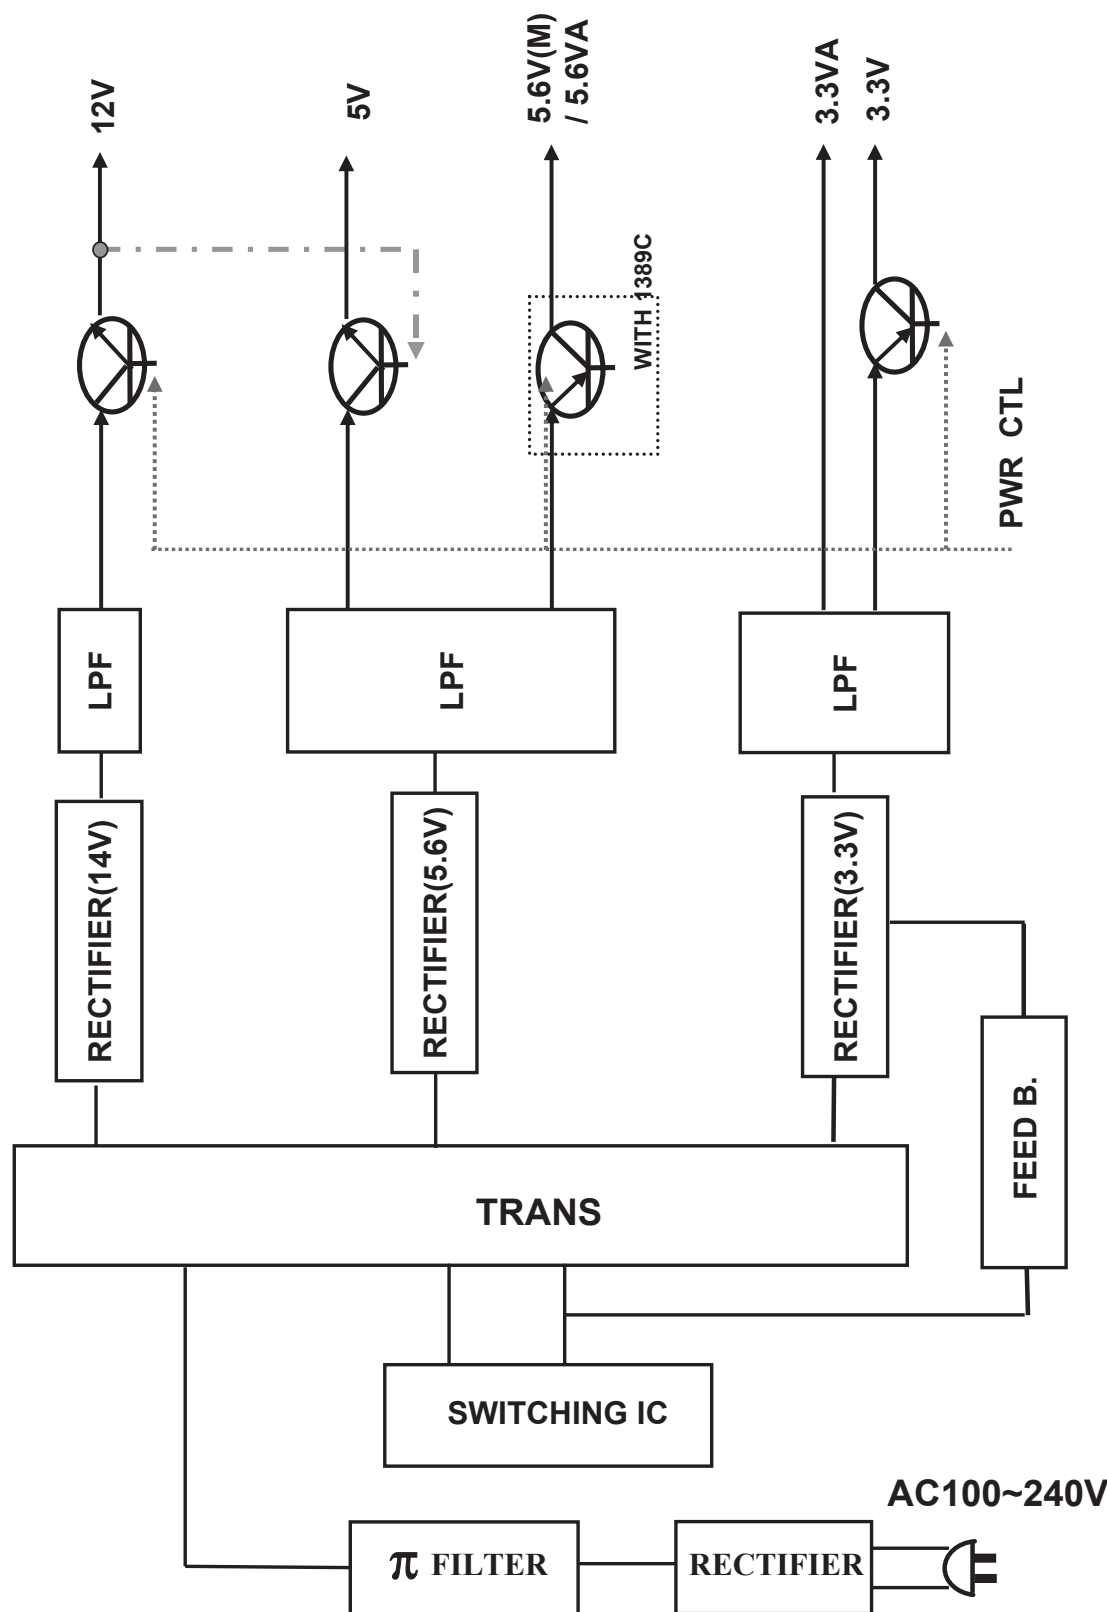 12V
5V
5.6V(M)
/ 5.6VA
3.3VA
3.3V
WITH 1389C
PWR CTL
LPF
LPF
LPF
RECTIFIER(14V)
RECTIFIER(5.6V)
RECTIFIER(3.3V)
FEED B.
TRANS
SWITCHING IC
AC100~240V
π FILTER
RECTIFIER